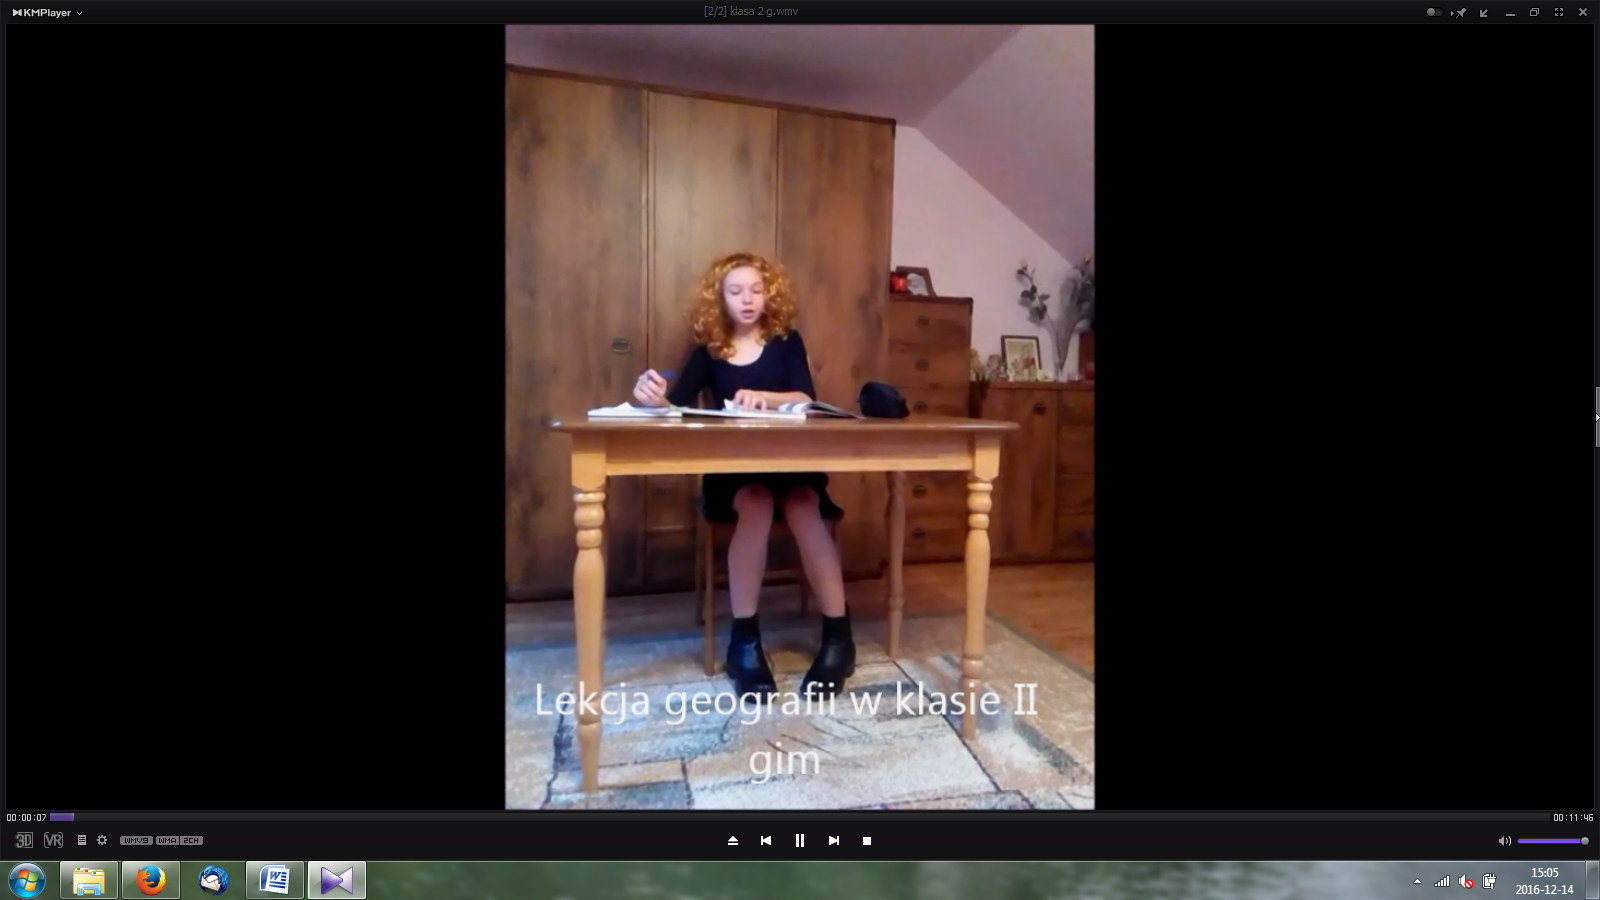 KMPlayer
[2/2] klasa 2 g.wmv
Lekcja geografii w klasie II
gim
00:00:07
00:11:46
3D VR WMV9 WMA 2CH
15:05
2016-12-14